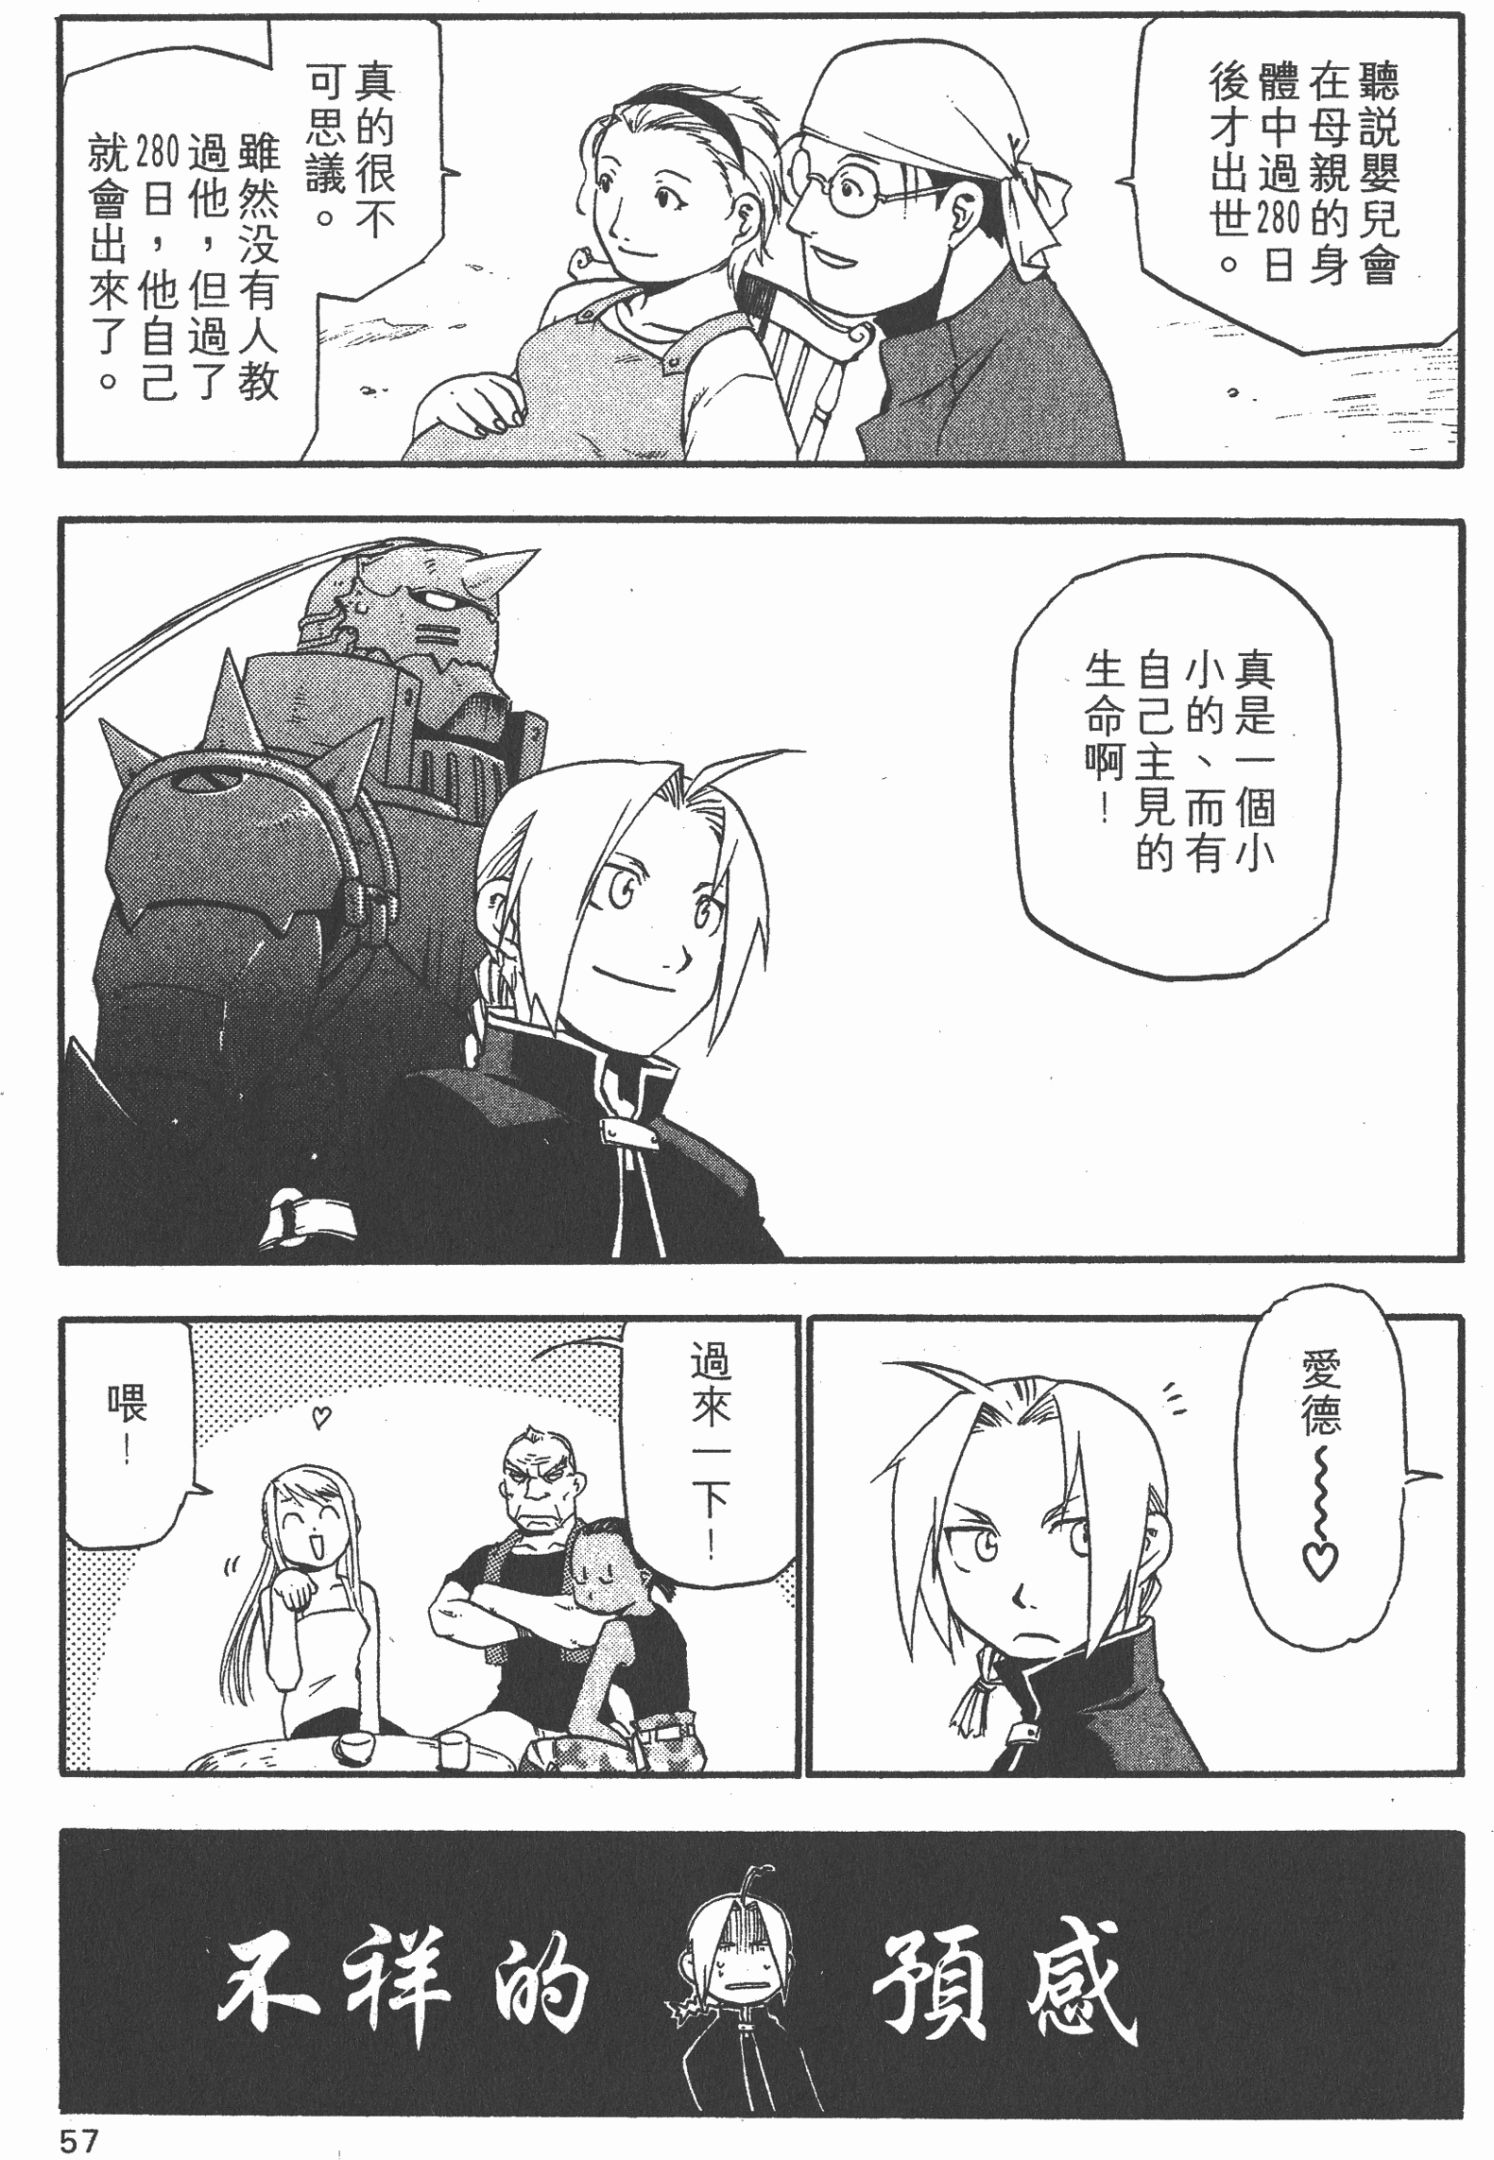 聽説嬰兒會
在母親的身
體中過280日
後才出世。
真的很不
可思議。
雖然没有人教
過他，但過了
280日，他自己
就會出來了。
真是一個小
小的、而有
自己主見的
生命啊！
愛德~~~♡
過來一下！
喂！
不祥的預感
57